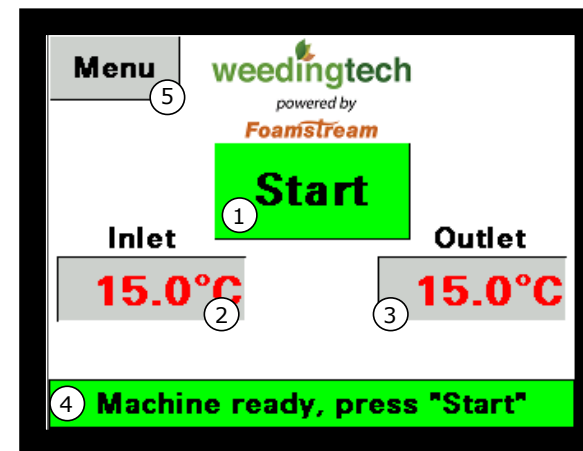 Menu
5
weedingtech
powered by
Foamstream
Start
1
Inlet
Outlet
15.0°C
2
15.0°C
3
4
Machine ready, press "Start"